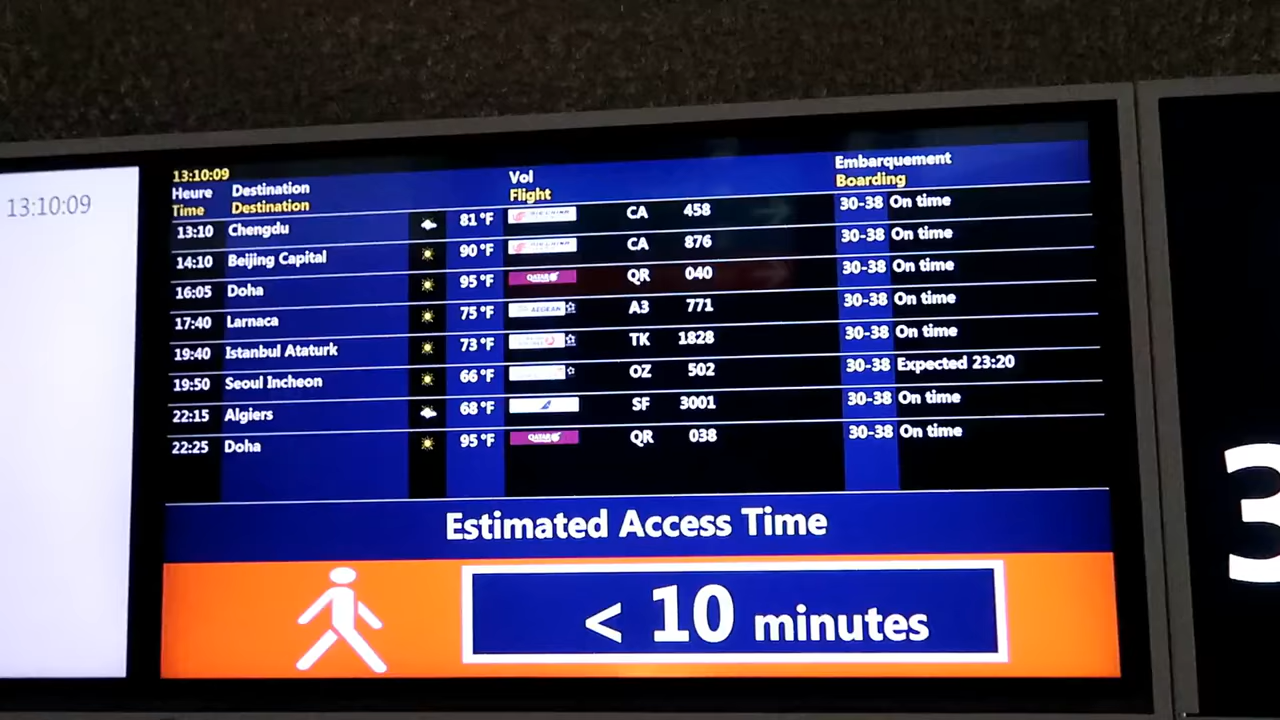 13:10:09
13:10:09
Heure Destination Vol Embarquement
Time Destination Flight Boarding
13:10 Chengdu 81°F CA 458 30-38 On time
14:10 Beijing Capital 90°F CA 876 30-38 On time
16:05 Doha 95°F QATAR QR 040 30-38 On time
17:40 Larnaca 75°F AEGEAN A3 771 30-38 On time
19:40 Istanbul Ataturk 73°F TK 1828 30-38 On time
19:50 Seoul Incheon 66°F OZ 502 30-38 Expected 23:20
22:15 Algiers 68°F SF 3001 30-38 On time
22:25 Doha 95°F QATAR QR 038 30-38 On time
Estimated Access Time
< 10 minutes
3